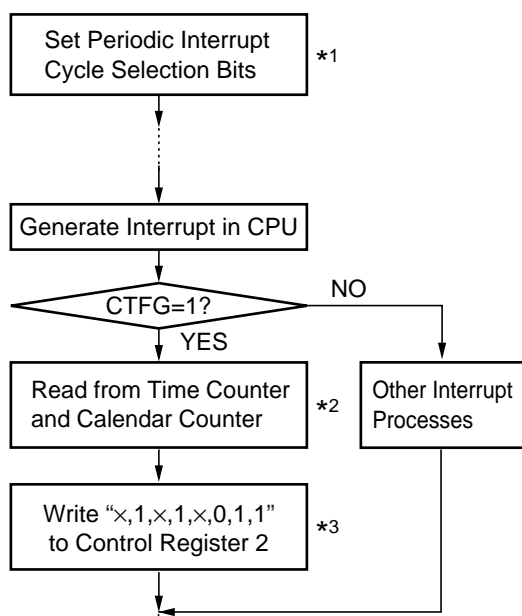 Set Periodic Interrupt
Cycle Selection Bits
*1
Generate Interrupt in CPU
CTFG=1?
NO
YES
Read from Time Counter
and Calendar Counter
*2
Other Interrupt
Processes
Write “×,1,×,1,×,0,1,1”
to Control Register 2
*3